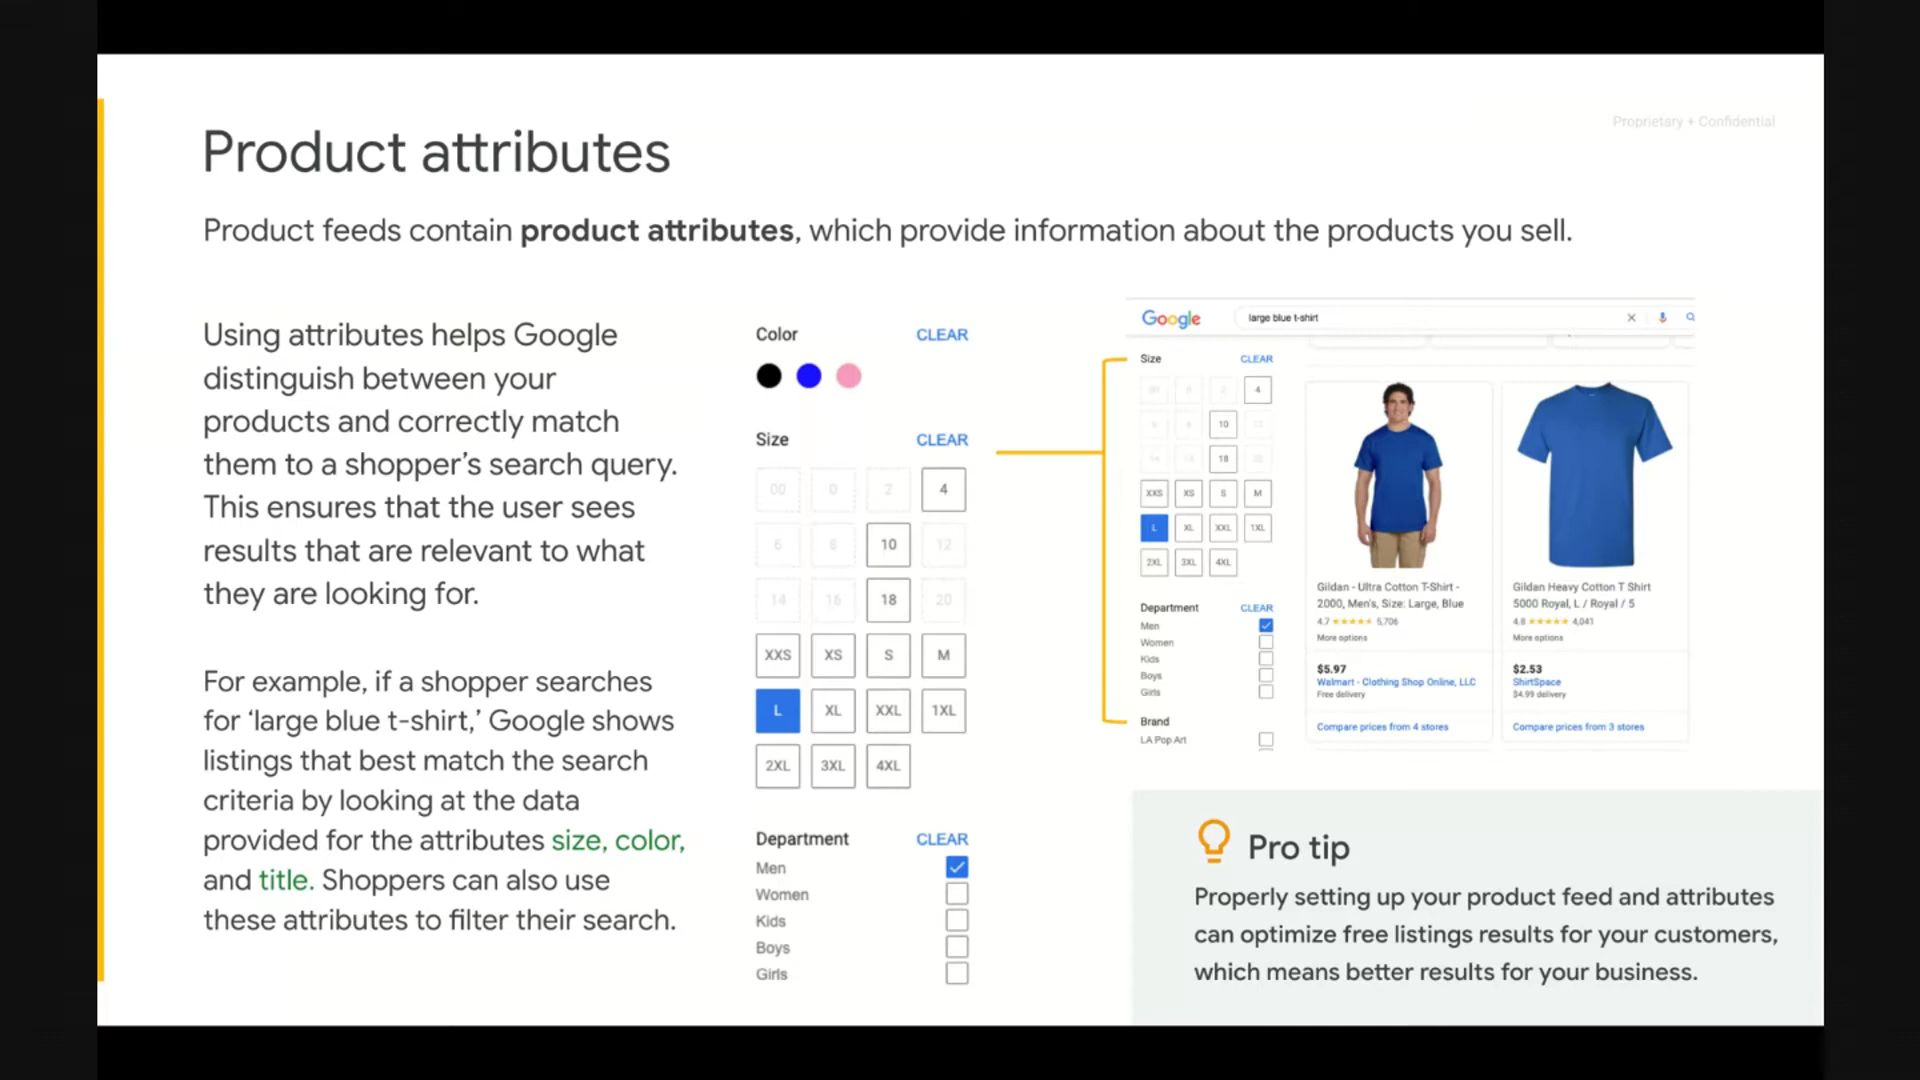 Proprietary + Confidential
Product attributes
Product feeds contain product attributes, which provide information about the products you sell.
Using attributes helps Google
distinguish between your
products and correctly match
them to a shopper’s search query.
This ensures that the user sees
results that are relevant to what
they are looking for.
For example, if a shopper searches
for ‘large blue t-shirt,’ Google shows
listings that best match the search
criteria by looking at the data
provided for the attributes size, color,
and title. Shoppers can also use
these attributes to filter their search.
Color CLEAR
Size CLEAR
00 0 2 4
6 8 10 12
14 16 18 20
XXS XS S M
L XL XXL 1XL
2XL 3XL 4XL
Department CLEAR
Men
Women
Kids
Boys
Girls
Google large blue t-shirt
Size CLEAR
4
10
18
XXS XS S M
L XL XXL 1XL
2XL 3XL 4XL
Department CLEAR
Men
Women
Kids
Boys
Girls
Brand
LA Pop Art
Gildan - Ultra Cotton T-Shirt -
2000, Men's, Size: Large, Blue
4.7 ★★★★★ 5,706
More options
$5.97
Walmart - Clothing Shop Online, LLC
Free delivery
Compare prices from 4 stores
Gildan Heavy Cotton T Shirt
5000 Royal, L / Royal / 5
4.8 ★★★★★ 4,041
More options
$2.53
ShirtSpace
$4.99 delivery
Compare prices from 3 stores
Pro tip
Properly setting up your product feed and attributes
can optimize free listings results for your customers,
which means better results for your business.